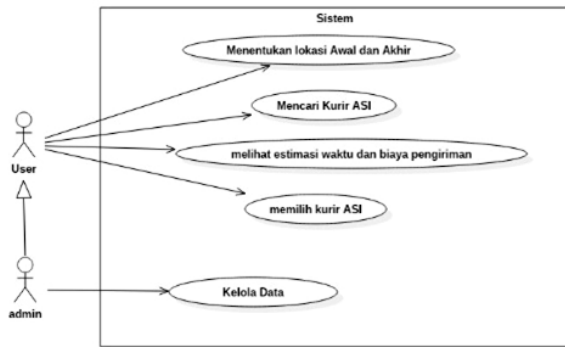 Sistem
Menentukan lokasi Awal dan Akhir
Mencari Kurir ASI
User
melihat estimasi waktu dan biaya pengiriman
memilih kurir ASI
Kelola Data
admin